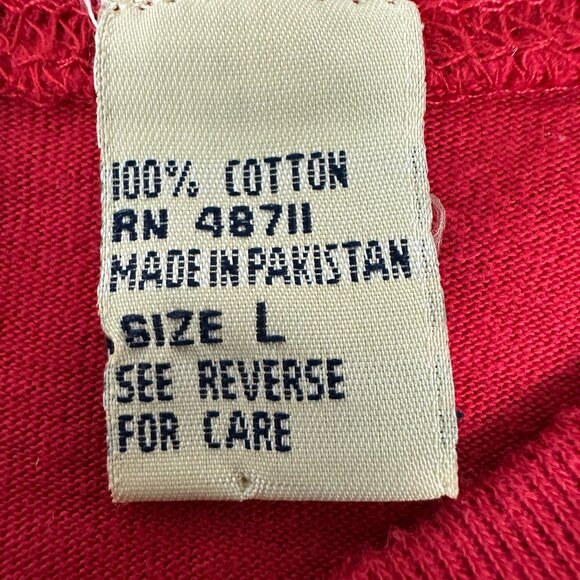 100% COTTON
RN 48711
MADE IN PAKISTAN
SIZE L
SEE REVERSE
FOR CARE